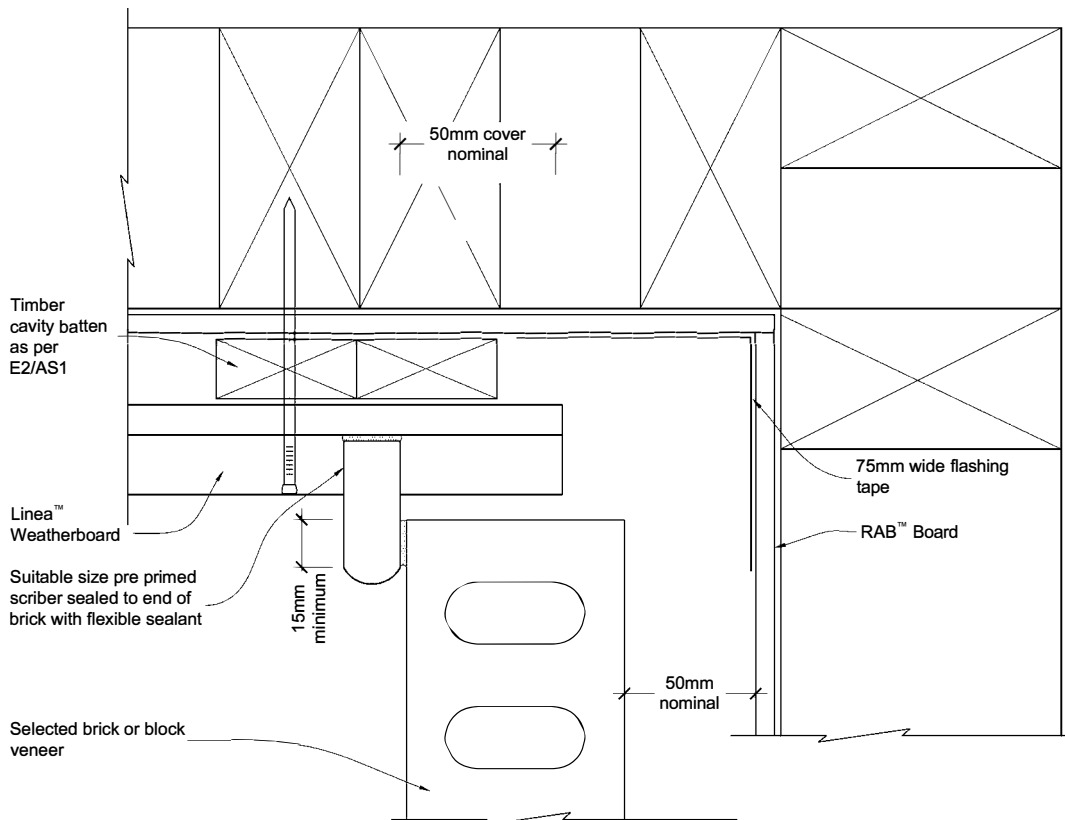 50mm cover
nominal
Timber
cavity batten
as per
E2/AS1
75mm wide flashing
tape
Linea™
Weatherboard
RAB™ Board
Suitable size pre primed
scriber sealed to end of
brick with flexible sealant
15mm
minimum
50mm
nominal
Selected brick or block
veneer